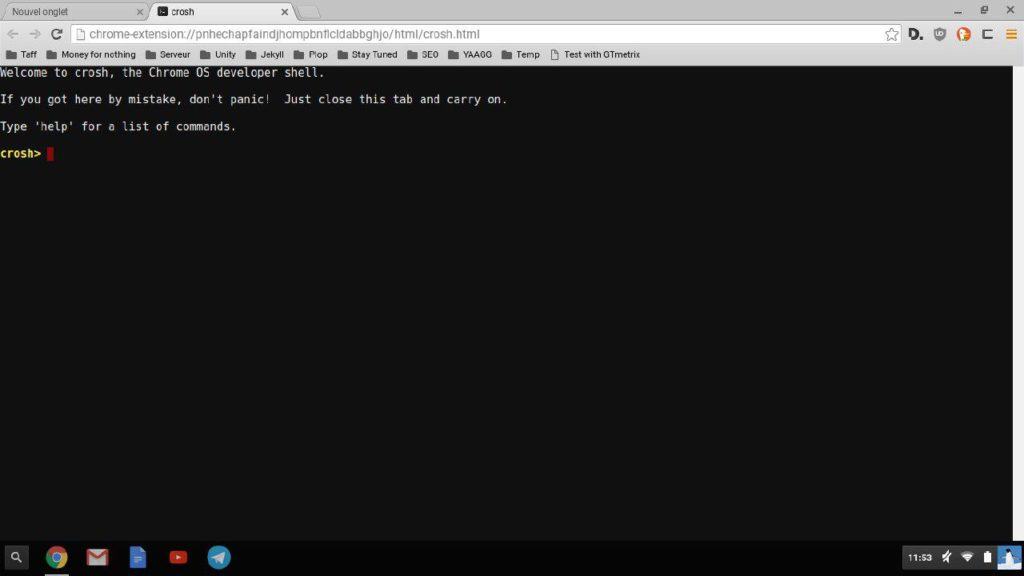 Nouvel onglet
crosh
chrome-extension://pnhechapfaindjhompbnflcldabbghjo/html/crosh.html
D.
Taff Money for nothing Serveur Unity Jekyll Plop Stay Tuned SEO YAAGG Temp Test with GTmetrix
Welcome to crosh, the Chrome OS developer shell.
If you got here by mistake, don't panic!  Just close this tab and carry on.
Type 'help' for a list of commands.
crosh>
11:53